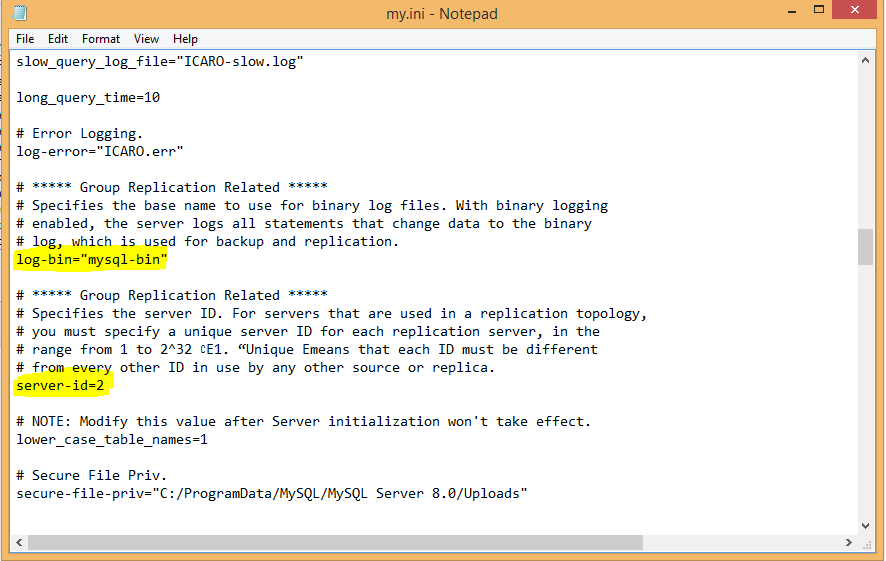 my.ini - Notepad
File Edit Format View Help
slow_query_log_file="ICARO-slow.log"
long_query_time=10
# Error Logging.
log-error="ICARO.err"
# ***** Group Replication Related *****
# Specifies the base name to use for binary log files. With binary logging
# enabled, the server logs all statements that change data to the binary
# log, which is used for backup and replication.
log-bin="mysql-bin"
# ***** Group Replication Related *****
# Specifies the server ID. For servers that are used in a replication topology,
# you must specify a unique server ID for each replication server, in the
# range from 1 to 2^32 ¢E1. “Unique Emeans that each ID must be different
# from every other ID in use by any other source or replica.
server-id=2
# NOTE: Modify this value after Server initialization won't take effect.
lower_case_table_names=1
# Secure File Priv.
secure-file-priv="C:/ProgramData/MySQL/MySQL Server 8.0/Uploads"